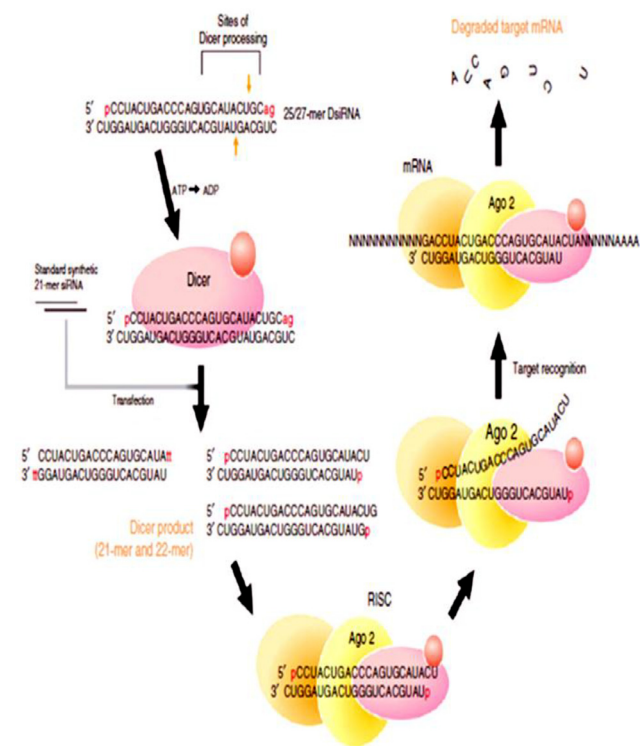 Sites of
Dicer processing
5′ pCCUACUGACCCAGUGCAUACUGCag
3′ CUGGAUGACUGGGUCACGUAUGACGUC
25/27-mer DsiRNA
ATP → ADP
Standard synthetic
21-mer siRNA
Dicer
5′ pCCUACUGACCCAGUGCAUACUGCag
3′ CUGGAUGACUGGGUCACGUAUGACGUC
Transfection
5′ CCUACUGACCCAGUGCAUAtt
3′ ttGGAUGACUGGGUCACGUAU
5′ pCCUACUGACCCAGUGCAUACU
3′ CUGGAUGACUGGGUCACGUAUp
5′ pCCUACUGACCCAGUGCAUACUG
3′ CUGGAUGACUGGGUCACGUAUGp
Dicer product
(21-mer and 22-mer)
RISC
Ago 2
5′ pCCUACUGACCCAGUGCAUACU
3′ CUGGAUGACUGGGUCACGUAUp
Ago 2
5′ pCCUACUGACCCAGUGCAUACU
3′ CUGGAUGACUGGGUCACGUAUp
Target recognition
mRNA
Ago 2
NNNNNNNNNNNGACCUACUGACCCAGUGCAUACUANNNNNAAAA
3′ CUGGAUGACUGGGUCACGUAU
Degraded target mRNA
A U C A G U C U